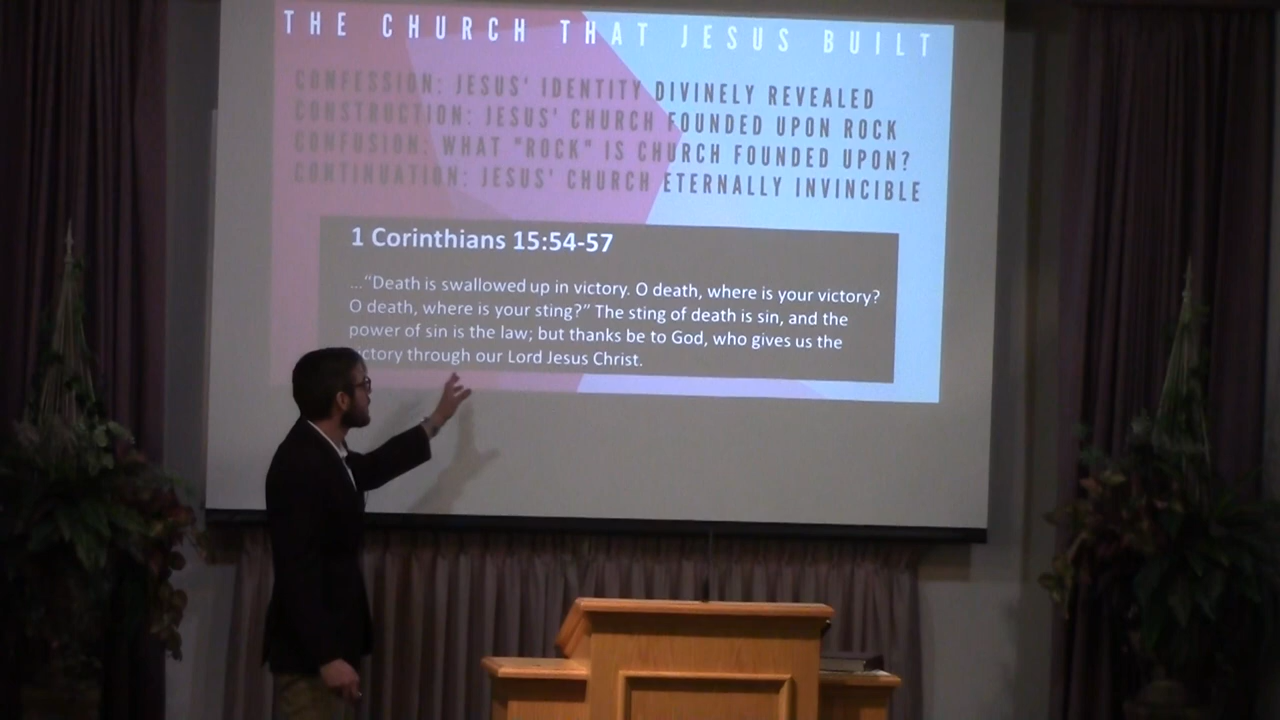 THE CHURCH THAT JESUS BUILT
CONFESSION: JESUS' IDENTITY DIVINELY REVEALED
CONSTRUCTION: JESUS' CHURCH FOUNDED UPON ROCK
CONFUSION: WHAT "ROCK" IS CHURCH FOUNDED UPON?
CONTINUATION: JESUS' CHURCH ETERNALLY INVINCIBLE
1 Corinthians 15:54-57
..."Death is swallowed up in victory. O death, where is your victory?
O death, where is your sting?" The sting of death is sin, and the
power of sin is the law; but thanks be to God, who gives us the
ictory through our Lord Jesus Christ.